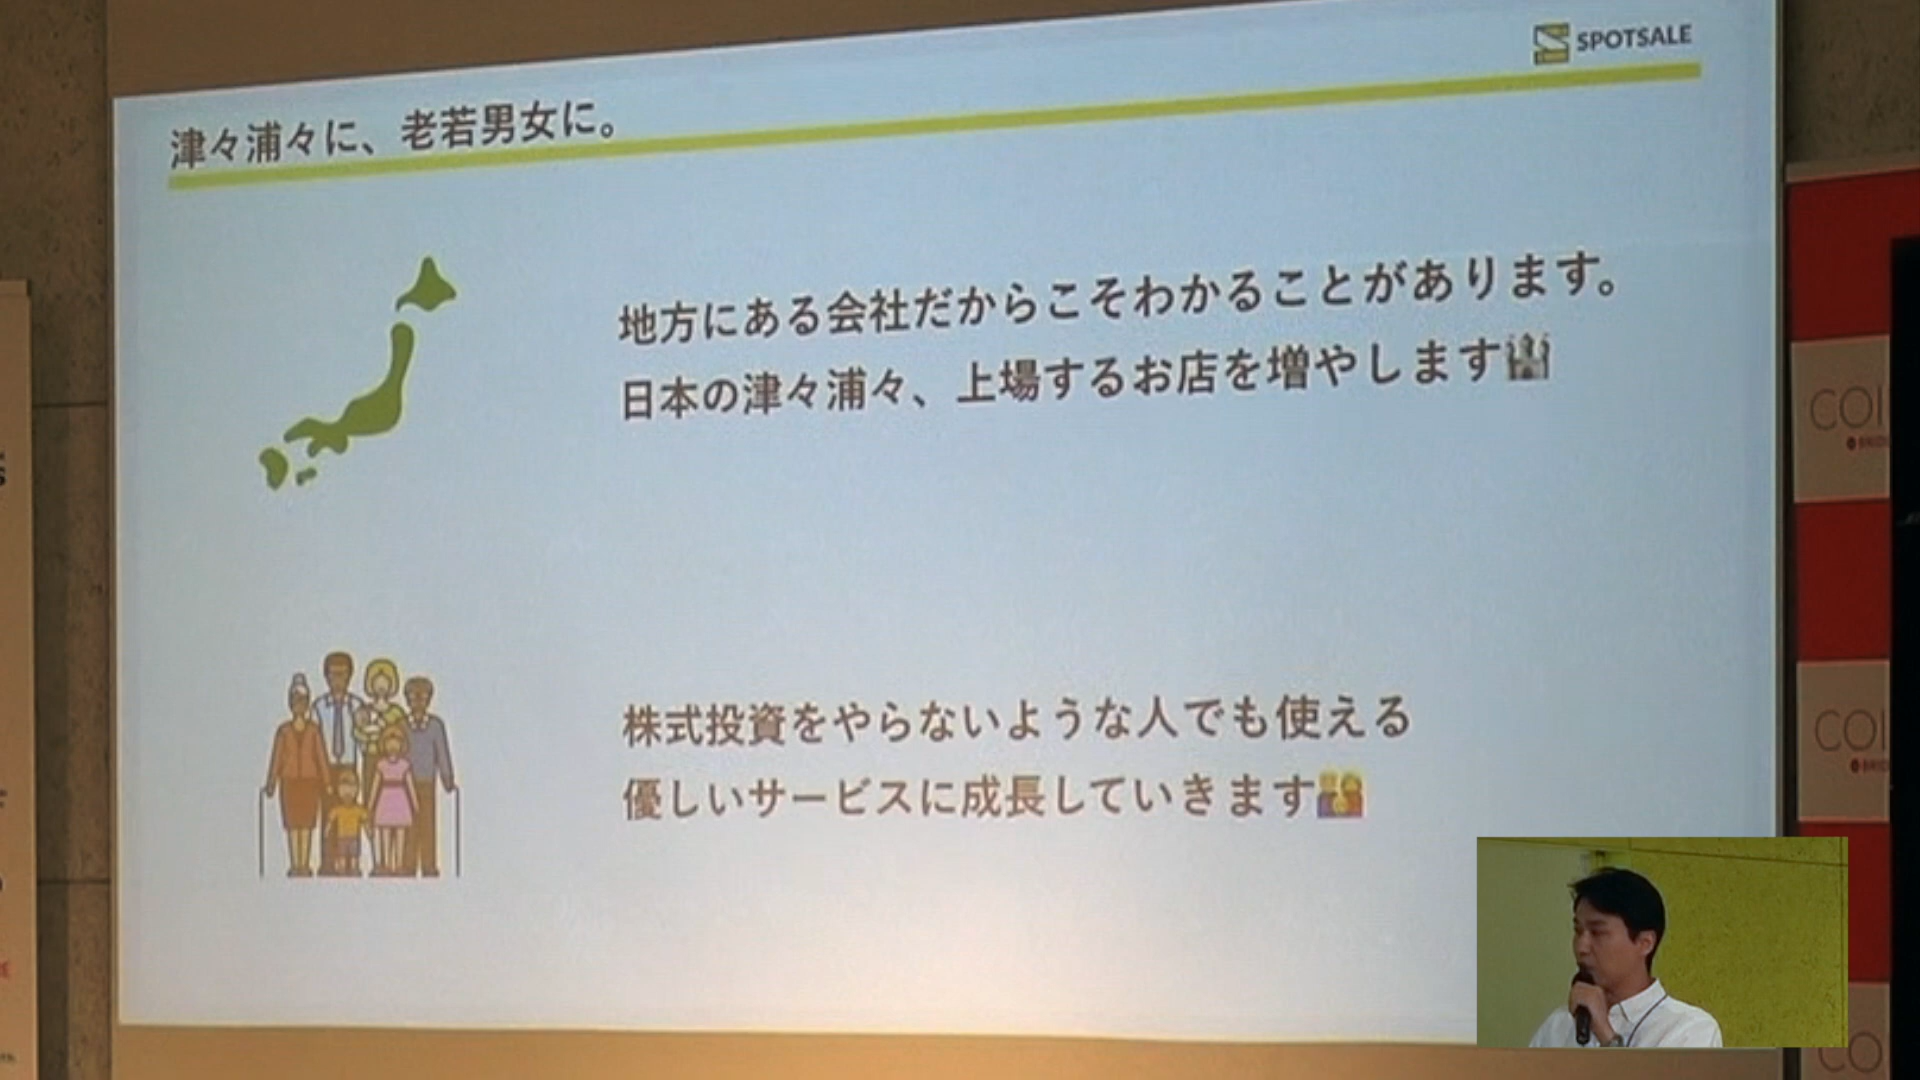 SPOTSALE
津々浦々に、老若男女に。
地方にある会社だからこそわかることがあります。
日本の津々浦々、上場するお店を増やします🏰
株式投資をやらないような人でも使える
優しいサービスに成長していきます
COI
COI
CO